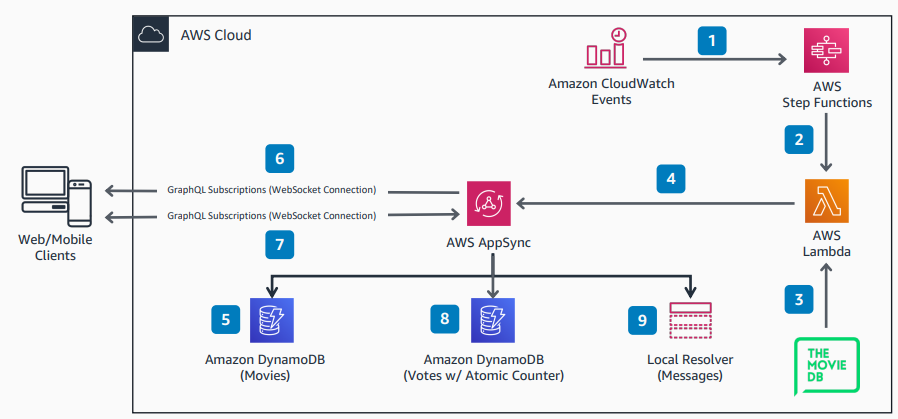 AWS Cloud
1
Amazon CloudWatch
Events
AWS
Step Functions
2
6
4
GraphQL Subscriptions (WebSocket Connection)
GraphQL Subscriptions (WebSocket Connection)
7
Web/Mobile
Clients
AWS AppSync
AWS
Lambda
3
5
8
9
Amazon DynamoDB
(Movies)
Amazon DynamoDB
(Votes w/ Atomic Counter)
Local Resolver
(Messages)
THE
MOVIE
DB